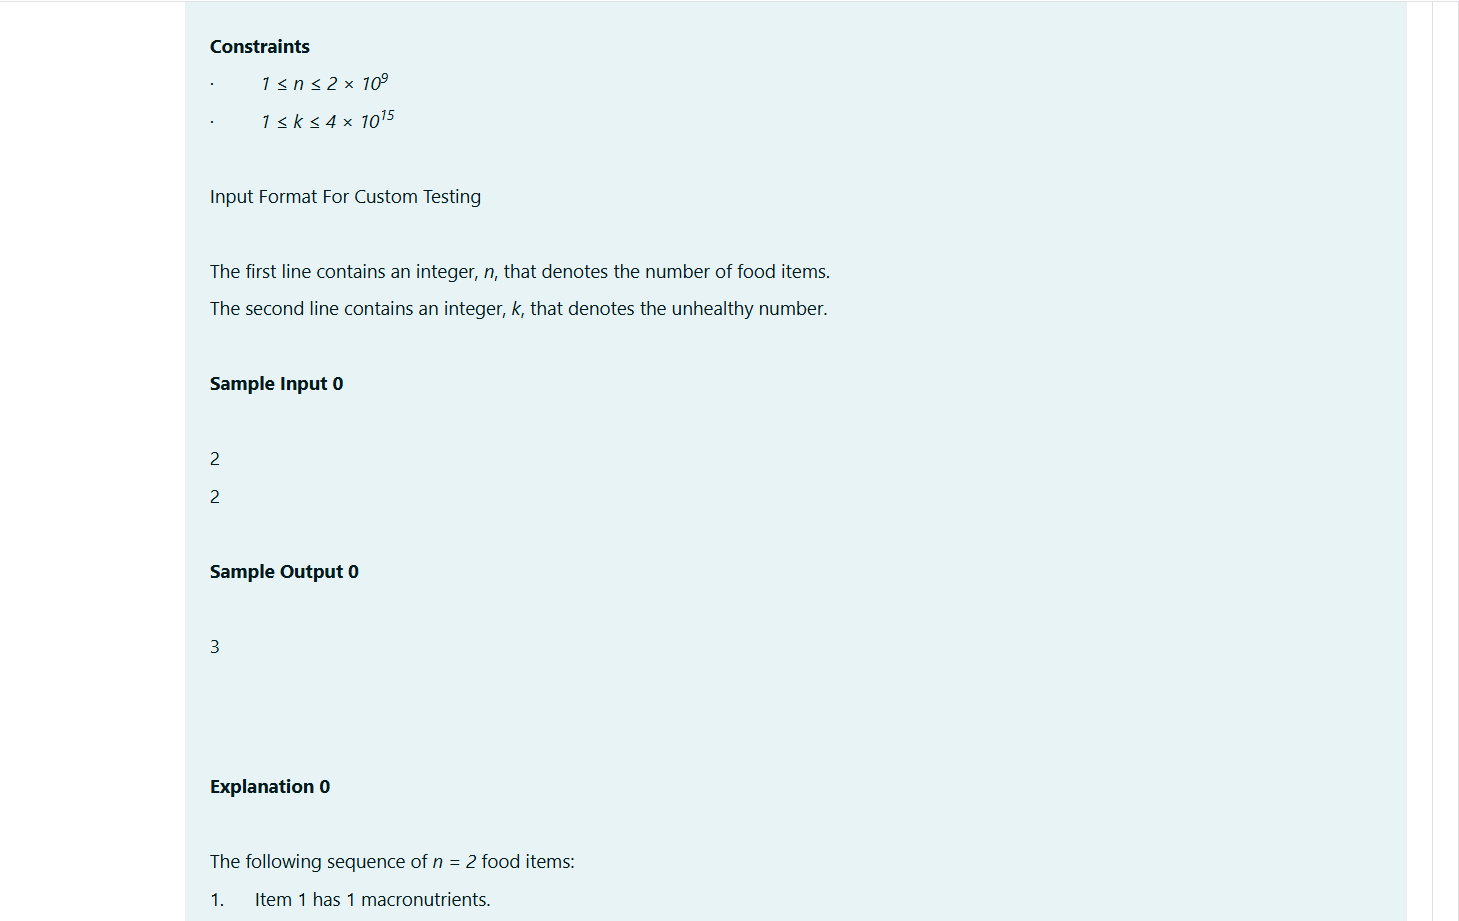 Constraints
· 1 ≤ n ≤ 2 × 10⁹
· 1 ≤ k ≤ 4 × 10¹⁵
Input Format For Custom Testing
The first line contains an integer, n, that denotes the number of food items.
The second line contains an integer, k, that denotes the unhealthy number.
Sample Input 0
2
2
Sample Output 0
3
Explanation 0
The following sequence of n = 2 food items:
1. Item 1 has 1 macronutrients.